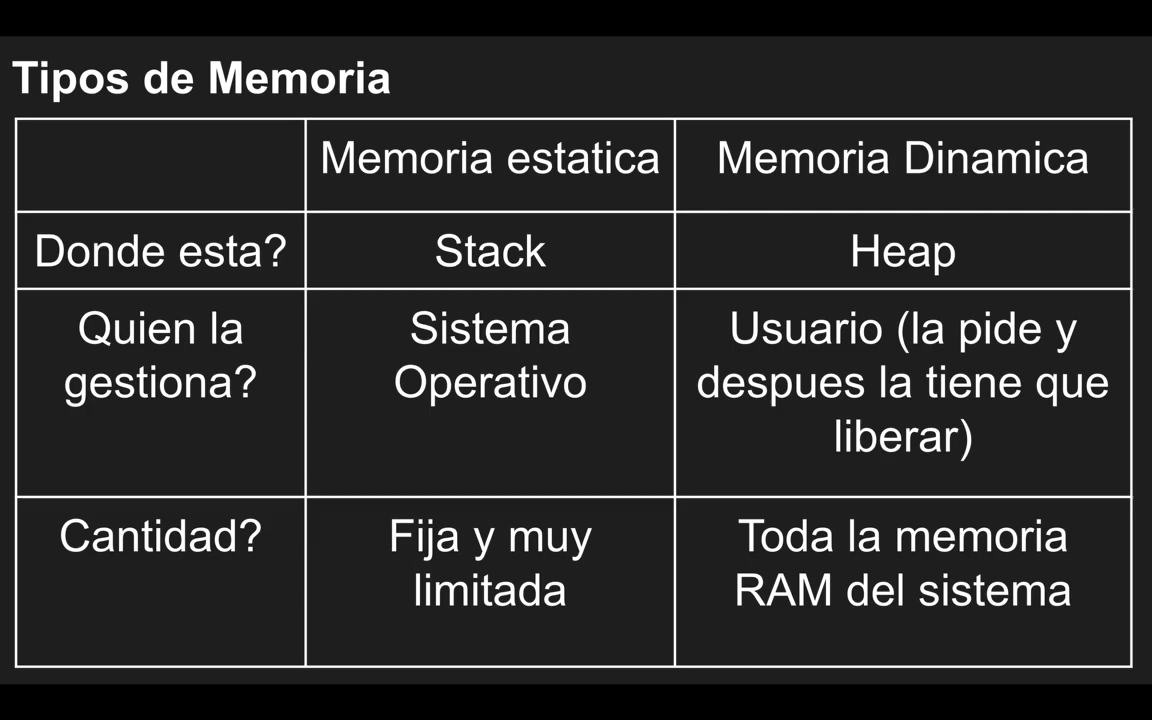 Tipos de Memoria
Memoria estatica
Memoria Dinamica
Donde esta?
Stack
Heap
Quien la
gestiona?
Sistema
Operativo
Usuario (la pide y
despues la tiene que
liberar)
Cantidad?
Fija y muy
limitada
Toda la memoria
RAM del sistema